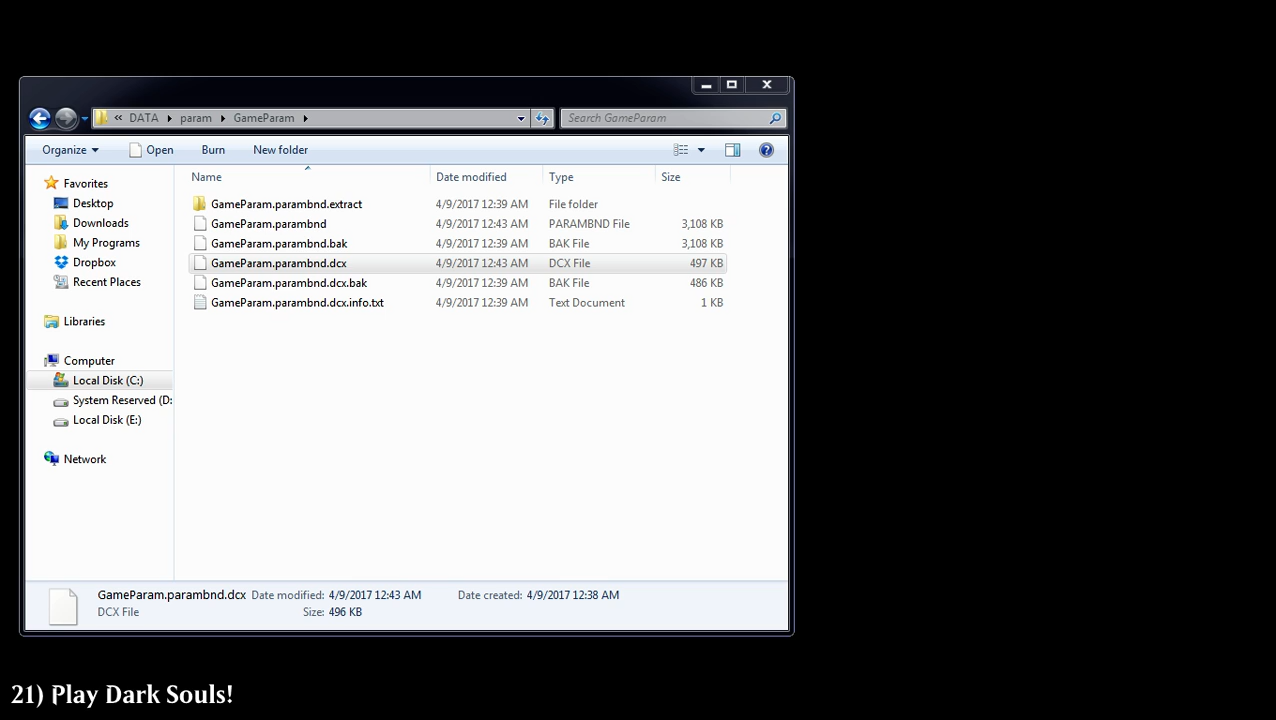 « DATA param GameParam Search GameParam
Organize Open Burn New folder
Name Date modified Type Size
Favorites
Desktop
Downloads
My Programs
Dropbox
Recent Places
Libraries
Computer
Local Disk (C:)
System Reserved (D:
Local Disk (E:)
Network
GameParam.parambnd.extract 4/9/2017 12:39 AM File folder
GameParam.parambnd 4/9/2017 12:43 AM PARAMBND File 3,108 KB
GameParam.parambnd.bak 4/9/2017 12:39 AM BAK File 3,108 KB
GameParam.parambnd.dcx 4/9/2017 12:43 AM DCX File 497 KB
GameParam.parambnd.dcx.bak 4/9/2017 12:39 AM BAK File 486 KB
GameParam.parambnd.dcx.info.txt 4/9/2017 12:39 AM Text Document 1 KB
GameParam.parambnd.dcx Date modified: 4/9/2017 12:43 AM Date created: 4/9/2017 12:38 AM
DCX File Size: 496 KB
21) Play Dark Souls!